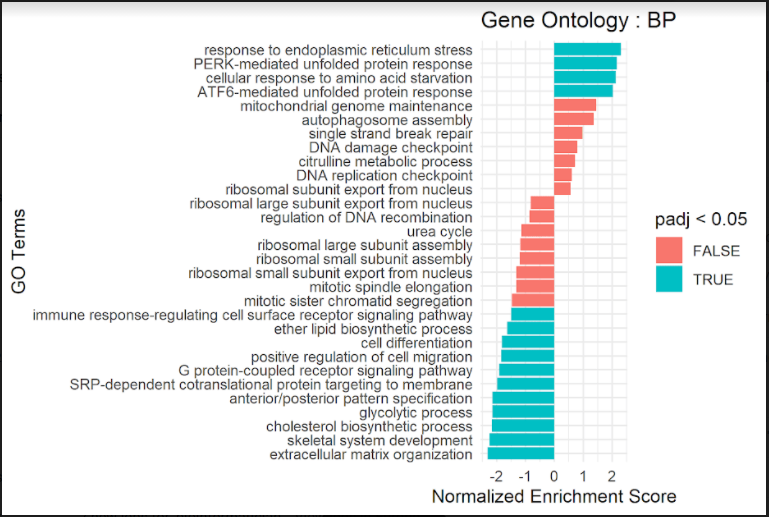 Gene Ontology : BP
response to endoplasmic reticulum stress
PERK-mediated unfolded protein response
cellular response to amino acid starvation
ATF6-mediated unfolded protein response
mitochondrial genome maintenance
autophagosome assembly
single strand break repair
DNA damage checkpoint
citrulline metabolic process
DNA replication checkpoint
ribosomal subunit export from nucleus
ribosomal large subunit export from nucleus
regulation of DNA recombination
urea cycle
ribosomal large subunit assembly
ribosomal small subunit assembly
ribosomal small subunit export from nucleus
mitotic spindle elongation
mitotic sister chromatid segregation
immune response-regulating cell surface receptor signaling pathway
ether lipid biosynthetic process
cell differentiation
positive regulation of cell migration
G protein-coupled receptor signaling pathway
SRP-dependent cotranslational protein targeting to membrane
anterior/posterior pattern specification
glycolytic process
cholesterol biosynthetic process
skeletal system development
extracellular matrix organization
GO Terms
-2 -1 0 1 2
Normalized Enrichment Score
padj < 0.05
FALSE
TRUE